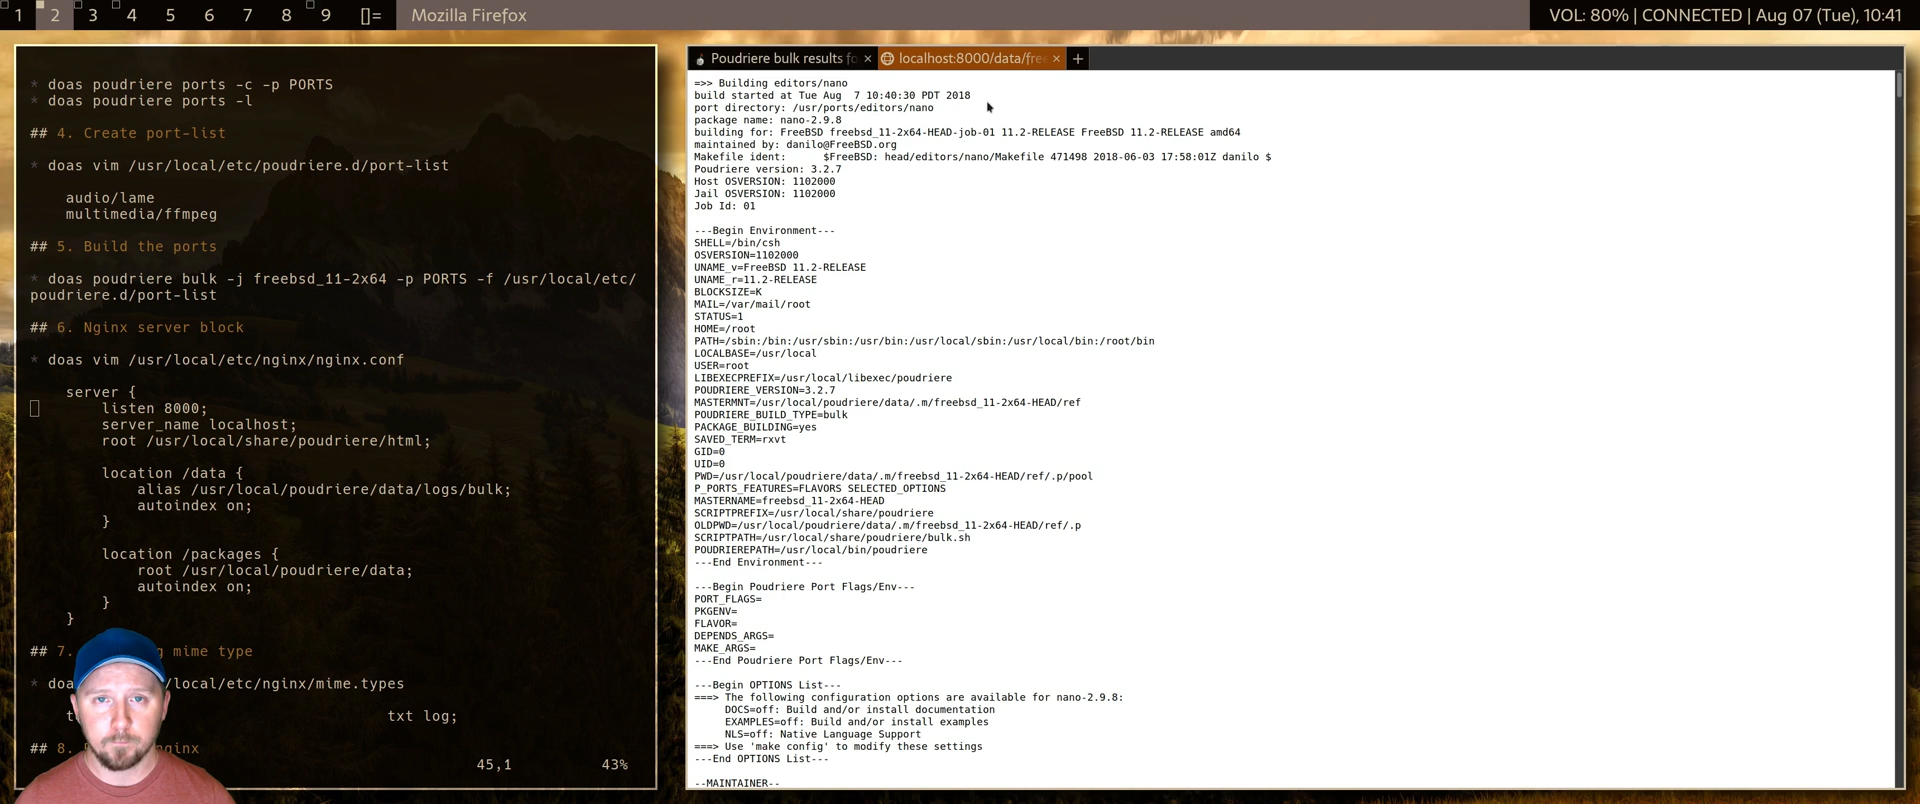 1 2 3 4 5 6 7 8 9 []= Mozilla Firefox VOL: 80% | CONNECTED | Aug 07 (Tue), 10:41
* doas poudriere ports -c -p PORTS
* doas poudriere ports -l
## 4. Create port-list
* doas vim /usr/local/etc/poudriere.d/port-list
audio/lame
multimedia/ffmpeg
## 5. Build the ports
* doas poudriere bulk -j freebsd_11-2x64 -p PORTS -f /usr/local/etc/
poudriere.d/port-list
## 6. Nginx server block
* doas vim /usr/local/etc/nginx/nginx.conf
server {
listen 8000;
server_name localhost;
root /usr/local/share/poudriere/html;
location /data {
alias /usr/local/poudriere/data/logs/bulk;
autoindex on;
}
location /packages {
root /usr/local/poudriere/data;
autoindex on;
}
}
## 7. mime type
* doa /local/etc/nginx/mime.types
txt log;
## 8. nginx
45,1 43%
Poudriere bulk results fo × localhost:8000/data/free × +
=>> Building editors/nano
build started at Tue Aug  7 10:40:30 PDT 2018
port directory: /usr/ports/editors/nano
package name: nano-2.9.8
building for: FreeBSD freebsd_11-2x64-HEAD-job-01 11.2-RELEASE FreeBSD 11.2-RELEASE amd64
maintained by: danilo@FreeBSD.org
Makefile ident:      $FreeBSD: head/editors/nano/Makefile 471498 2018-06-03 17:58:01Z danilo $
Poudriere version: 3.2.7
Host OSVERSION: 1102000
Jail OSVERSION: 1102000
Job Id: 01
---Begin Environment---
SHELL=/bin/csh
OSVERSION=1102000
UNAME_v=FreeBSD 11.2-RELEASE
UNAME_r=11.2-RELEASE
BLOCKSIZE=K
MAIL=/var/mail/root
STATUS=1
HOME=/root
PATH=/sbin:/bin:/usr/sbin:/usr/bin:/usr/local/sbin:/usr/local/bin:/root/bin
LOCALBASE=/usr/local
USER=root
LIBEXECPREFIX=/usr/local/libexec/poudriere
POUDRIERE_VERSION=3.2.7
MASTERMNT=/usr/local/poudriere/data/.m/freebsd_11-2x64-HEAD/ref
POUDRIERE_BUILD_TYPE=bulk
PACKAGE_BUILDING=yes
SAVED_TERM=rxvt
GID=0
UID=0
PWD=/usr/local/poudriere/data/.m/freebsd_11-2x64-HEAD/ref/.p/pool
P_PORTS_FEATURES=FLAVORS SELECTED_OPTIONS
MASTERNAME=freebsd_11-2x64-HEAD
SCRIPTPREFIX=/usr/local/share/poudriere
OLDPWD=/usr/local/poudriere/data/.m/freebsd_11-2x64-HEAD/ref/.p
SCRIPTPATH=/usr/local/share/poudriere/bulk.sh
POUDRIEREPATH=/usr/local/bin/poudriere
---End Environment---
---Begin Poudriere Port Flags/Env---
PORT_FLAGS=
PKGENV=
FLAVOR=
DEPENDS_ARGS=
MAKE_ARGS=
---End Poudriere Port Flags/Env---
---Begin OPTIONS List---
===> The following configuration options are available for nano-2.9.8:
DOCS=off: Build and/or install documentation
EXAMPLES=off: Build and/or install examples
NLS=off: Native Language Support
===> Use 'make config' to modify these settings
---End OPTIONS List---
--MAINTAINER--